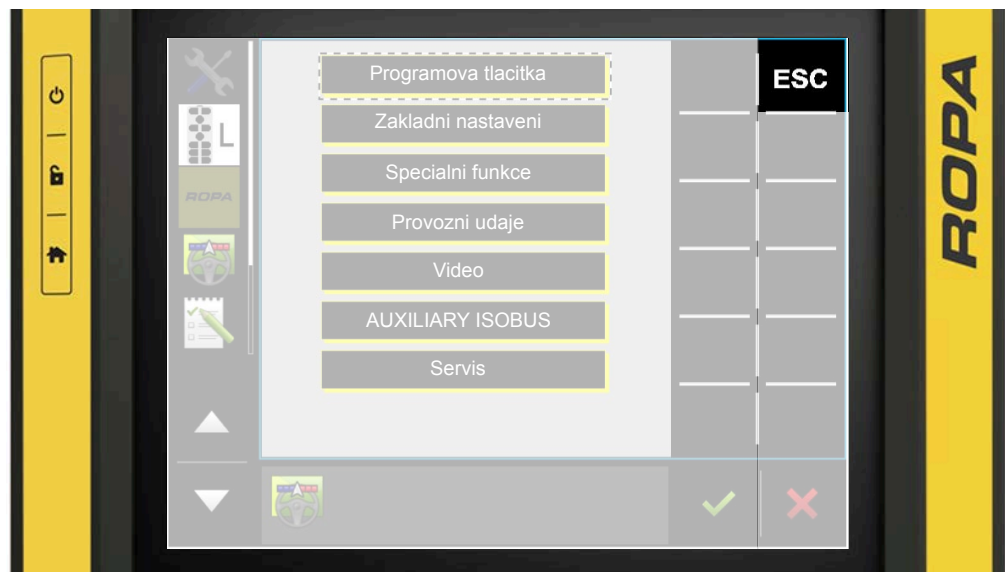 Programova tlacitka
ESC
Zakladni nastaveni
L
Specialni funkce
ROPA
Provozni udaje
Video
AUXILIARY ISOBUS
Servis
ROPA